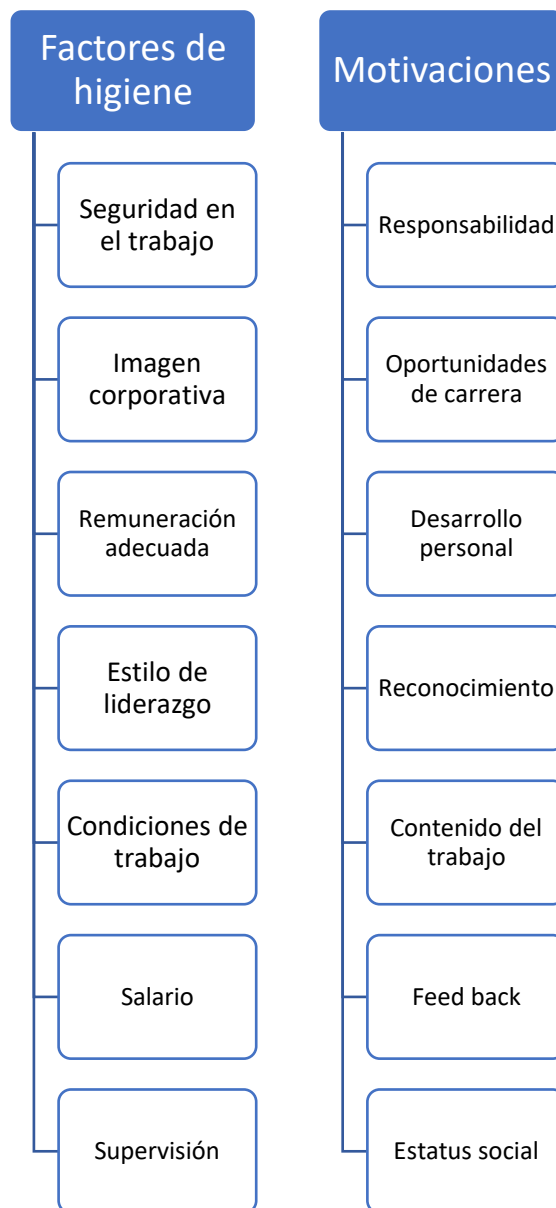 Factores de
higiene
Seguridad en
el trabajo
Imagen
corporativa
Remuneración
adecuada
Estilo de
liderazgo
Condiciones de
trabajo
Salario
Supervisión
Motivaciones
Responsabilidad
Oportunidades
de carrera
Desarrollo
personal
Reconocimiento
Contenido del
trabajo
Feed back
Estatus social